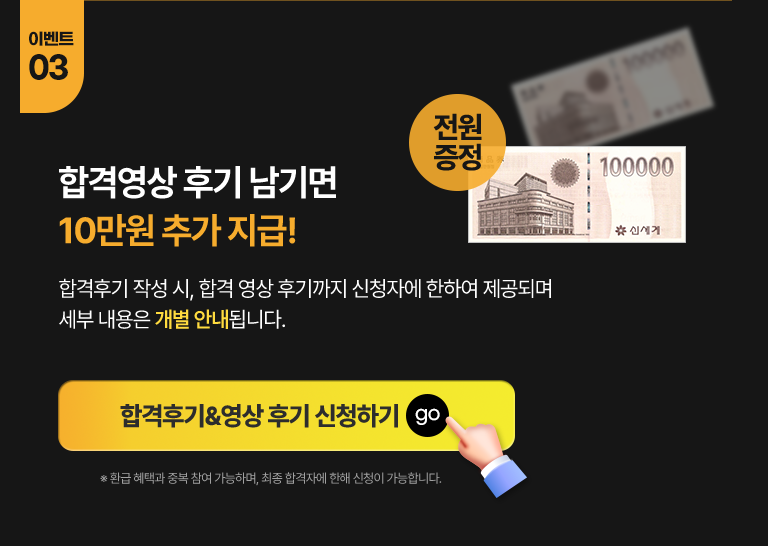 이벤트
03
전원
증정
100000
신세계
합격영상 후기 남기면
10만원 추가 지급!
합격후기 작성 시, 합격 영상 후기까지 신청자에 한하여 제공되며
세부 내용은 개별 안내됩니다.
합격후기&영상 후기 신청하기 go
※ 환급 혜택과 중복 참여 가능하며, 최종 합격자에 한해 신청이 가능합니다.